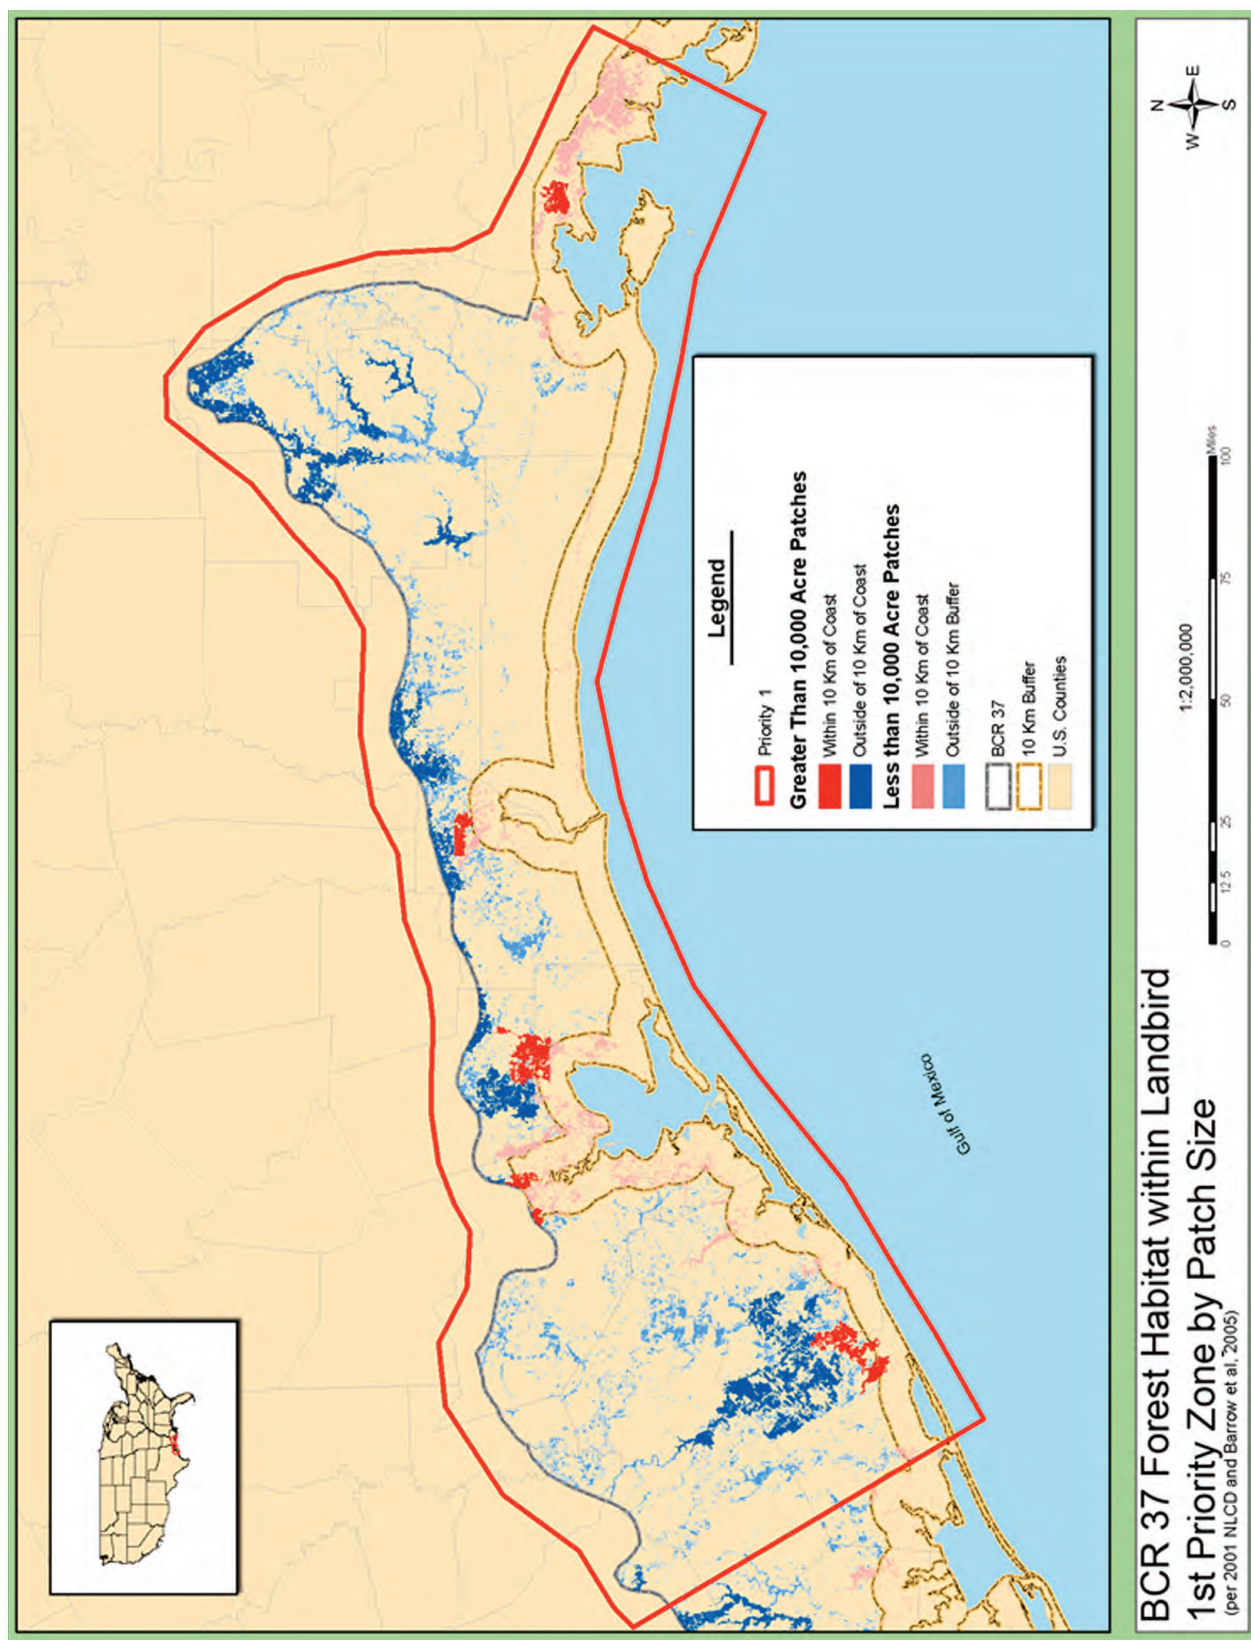 Gulf of Mexico
Legend
Priority 1
Greater Than 10,000 Acre Patches
Within 10 Km of Coast
Outside of 10 Km of Coast
Less than 10,000 Acre Patches
Within 10 Km of Coast
Outside of 10 Km Buffer
BCR 37
10 Km Buffer
U.S. Counties
BCR 37 Forest Habitat within Landbird
1st Priority Zone by Patch Size
(per 2001 NLCD and Barrow et al, 2005)
1:2,000,000
Miles
0 12.5 25 50 75 100
N
W E
S